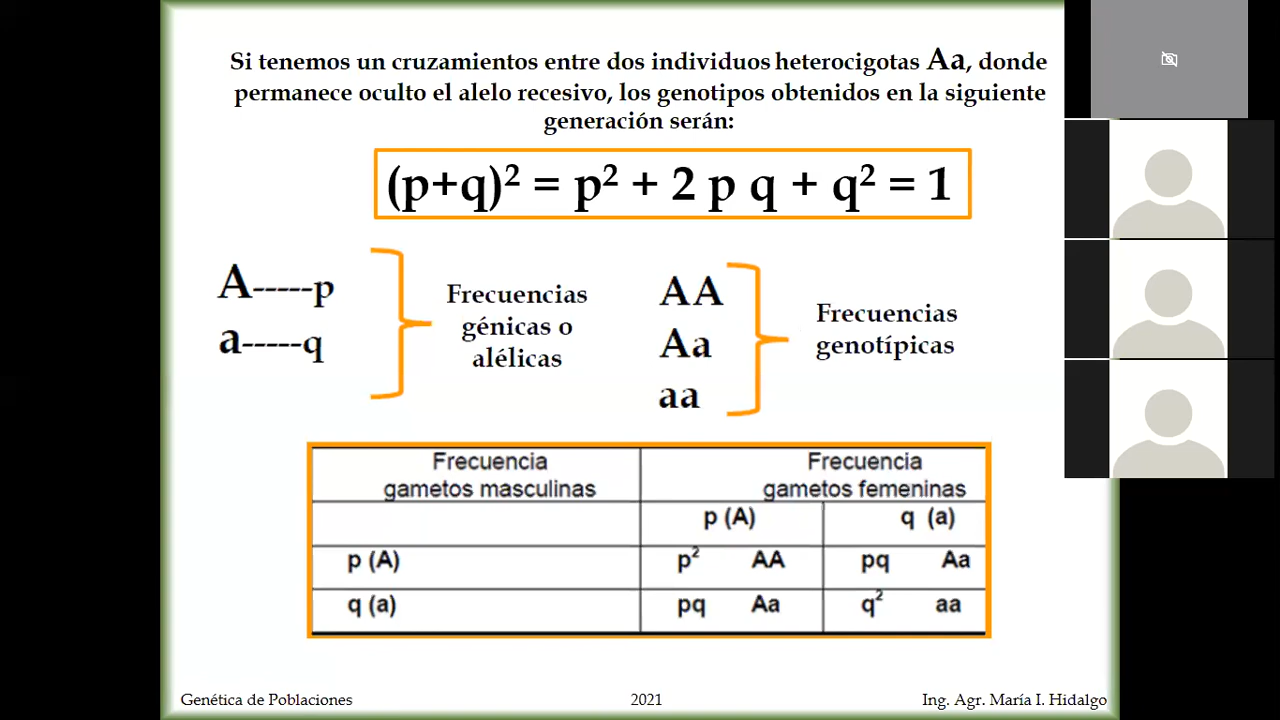 Si tenemos un cruzamientos entre dos individuos heterocigotas Aa, donde
permanece oculto el alelo recesivo, los genotipos obtenidos en la siguiente
generación serán:
(p+q)² = p² + 2 p q + q² = 1
A-----p
a-----q
Frecuencias
génicas o
alélicas
AA
Aa
aa
Frecuencias
genotípicas
Frecuencia
gametos masculinas
Frecuencia
gametos femeninas
p (A)
q (a)
p (A)
p² AA
pq Aa
q (a)
pq Aa
q² aa
Genética de Poblaciones
2021
Ing. Agr. María I. Hidalgo